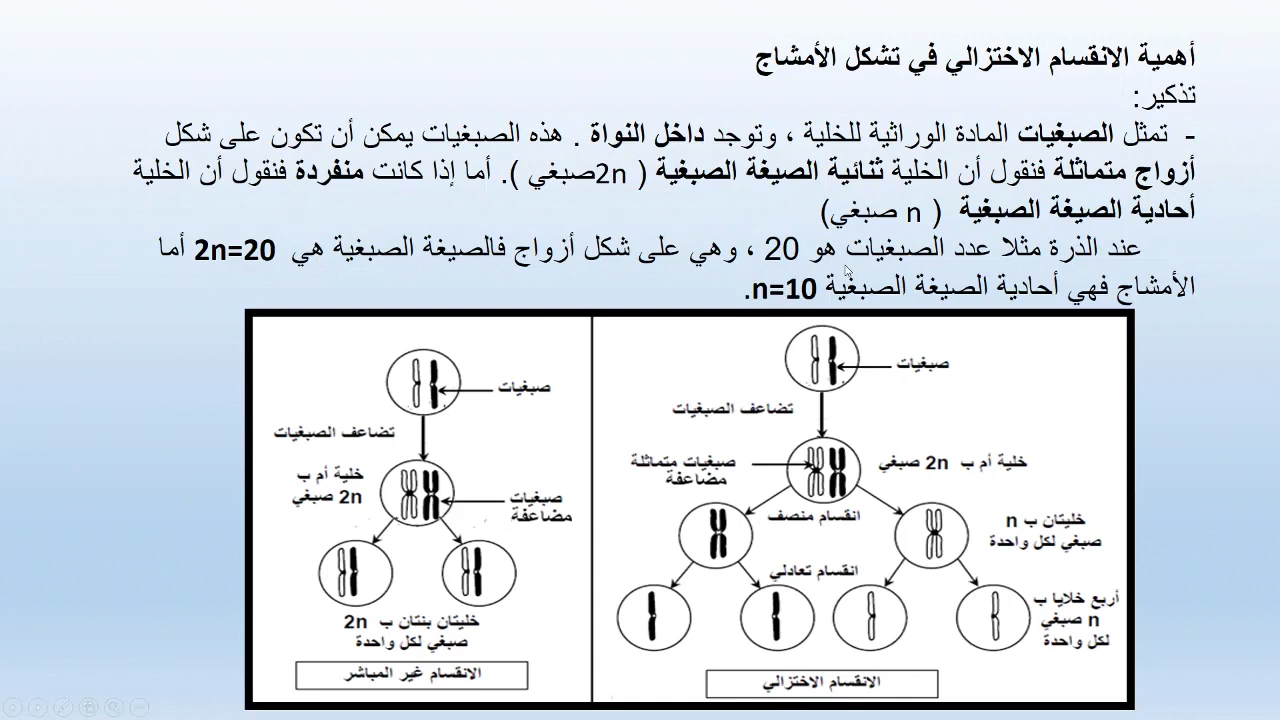 أهمية الانقسام الاختزالي في تشكل الأمشاج
تذكير:
- تمثل الصبغيات المادة الوراثية للخلية ، وتوجد داخل النواة . هذه الصبغيات يمكن أن تكون على شكل
أزواج متماثلة فنقول أن الخلية ثنائية الصيغة الصبغية ( 2nصبغي ). أما إذا كانت منفردة فنقول أن الخلية
أحادية الصيغة الصبغية ( n صبغي)
عند الذرة مثلا عدد الصبغيات هو 20 ، وهي على شكل أزواج فالصيغة الصبغية هي 2n=20 أما
الأمشاج فهي أحادية الصيغة الصبغية n=10.
صبغيات
تضاعف الصبغيات
خلية أم ب 2n صبغي
صبغيات متماثلة
مضاعفة
انقسام منصف
خليتان ب n
صبغي لكل واحدة
انقسام تعادلي
أربع خلايا ب
n صبغي
لكل واحدة
الانقسام الاختزالي
صبغيات
تضاعف الصبغيات
خلية أم ب
2n صبغي
صبغيات
مضاعفة
خليتان بنتان ب 2n
صبغي لكل واحدة
الانقسام غير المباشر